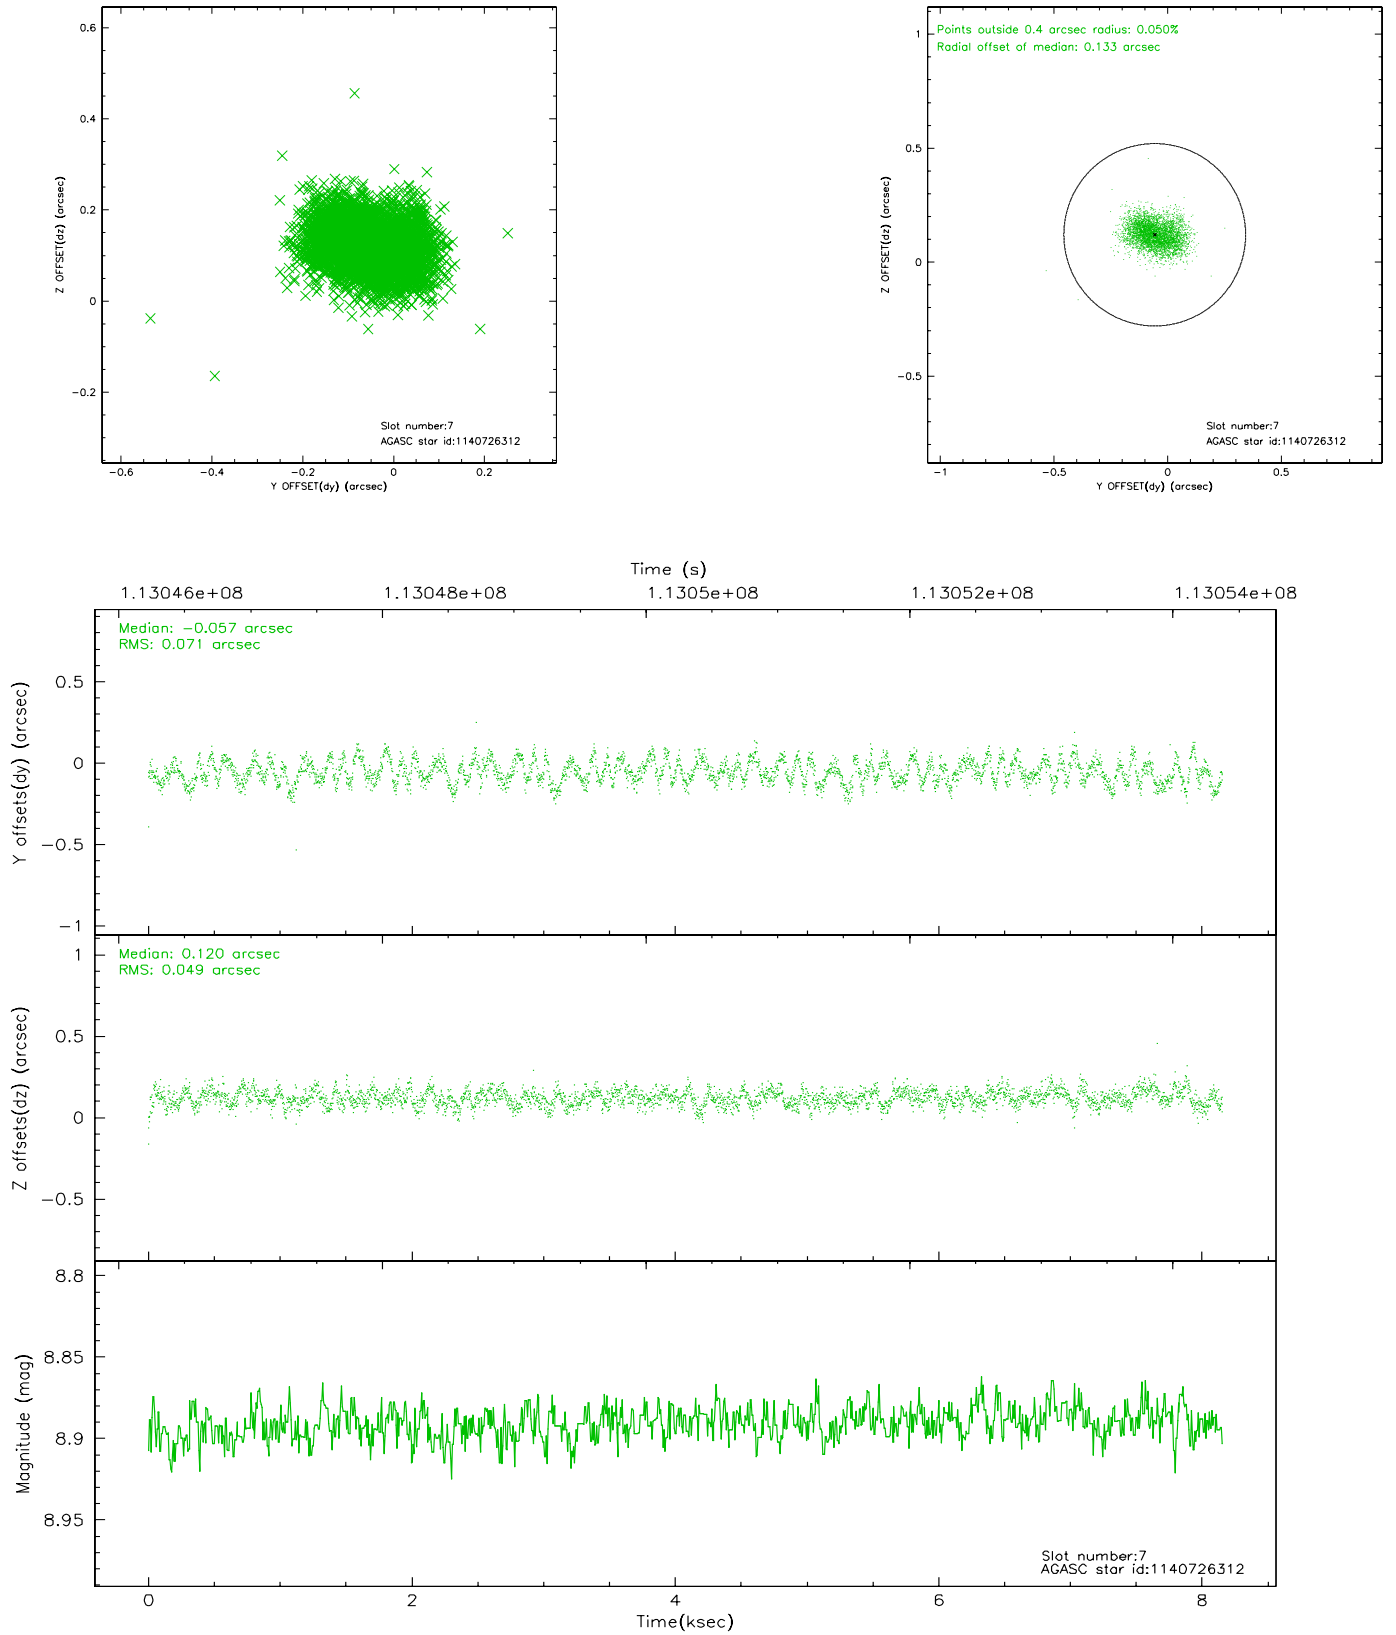 0.6
0.4
0.2
0
−0.2
Z OFFSET(dz) (arcsec)
Slot number:7
AGASC star id:1140726312
−0.6 −0.4 −0.2 0 0.2
Y OFFSET(dy) (arcsec)
Points outside 0.4 arcsec radius: 0.050%
Radial offset of median: 0.133 arcsec
1
0.5
0
−0.5
Z OFFSET(dz) (arcsec)
Slot number:7
AGASC star id:1140726312
−1 −0.5 0 0.5
Y OFFSET(dy) (arcsec)
Time (s)
1.13046e+08 1.13048e+08 1.1305e+08 1.13052e+08 1.13054e+08
Median: −0.057 arcsec
RMS: 0.071 arcsec
0.5
0
−0.5
−1
Y offsets(dy) (arcsec)
Median: 0.120 arcsec
RMS: 0.049 arcsec
1
0.5
0
−0.5
Z offsets(dz) (arcsec)
8.8
8.85
8.9
8.95
Magnitude (mag)
Slot number:7
AGASC star id:1140726312
0 2 4 6 8
Time(ksec)